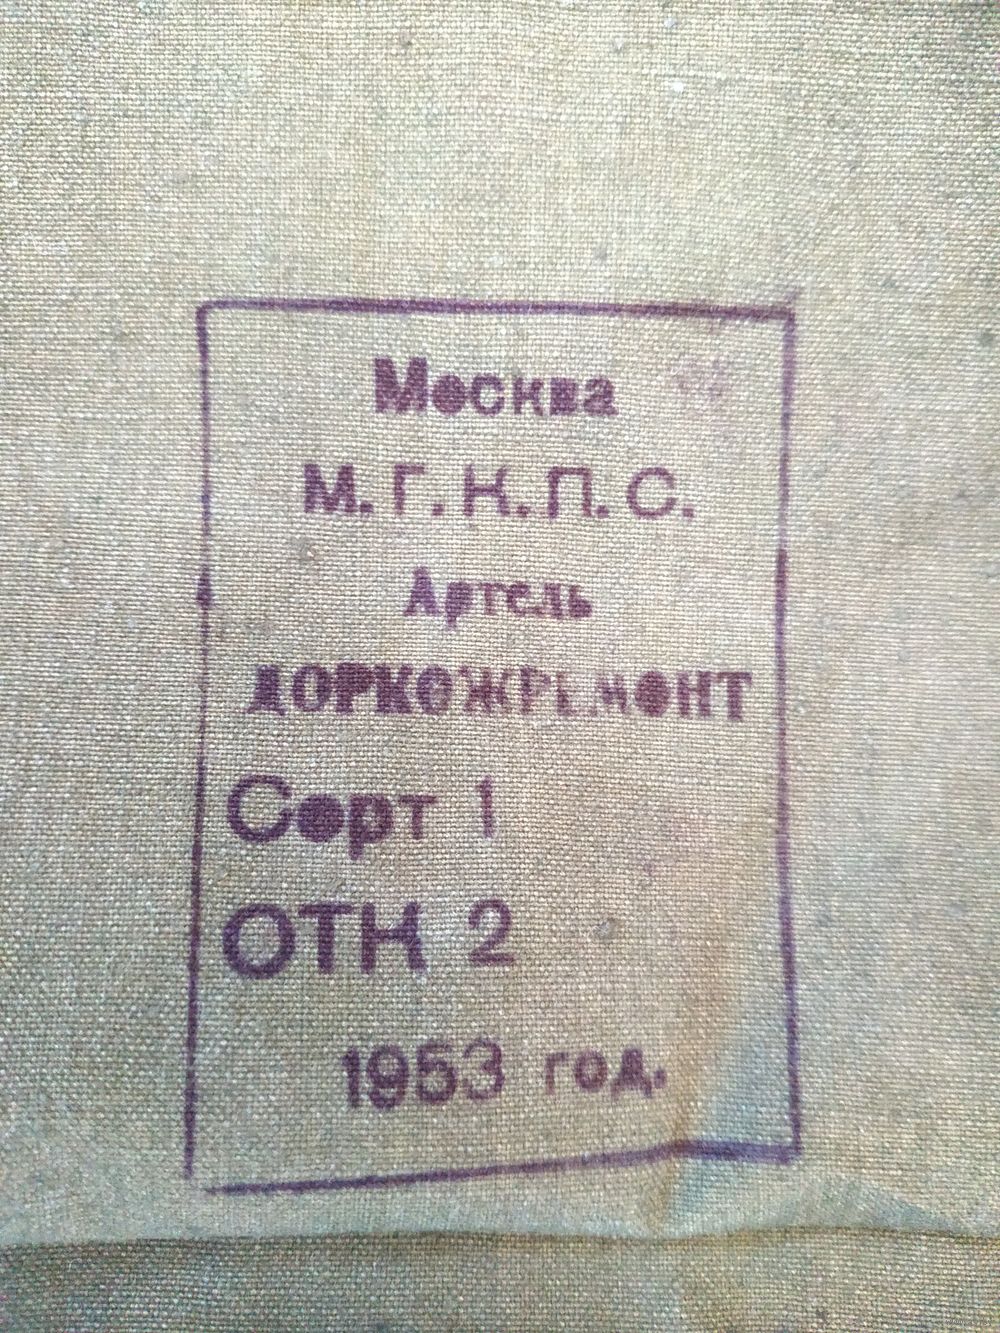 Москва
М.Г.К.П.С.
Артель
ДОРКОЖРЕМОНТ
Сорт 1
ОТК 2
1953 год.